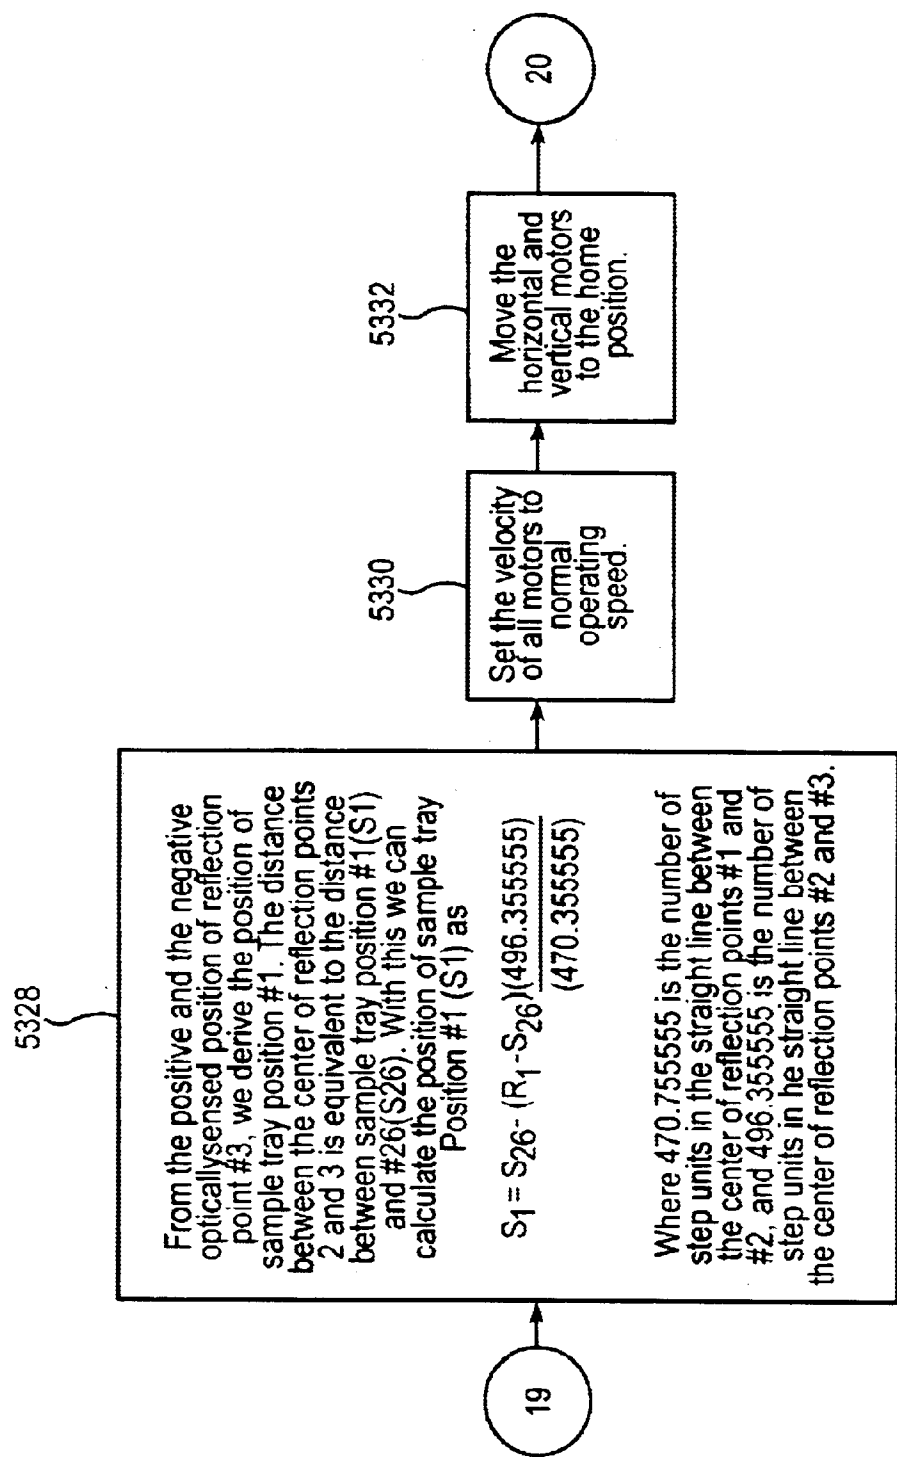 19
5328
From the positive and the negative
opticallysensed position of reflection
point #3, we derive the position of
sample tray position #1. The distance
between the center of reflection points
2 and 3 is equivalent to the distance
between sample tray position #1(S1)
and #26(S26). With this we can
calculate the position of sample tray
Position #1 (S1) as
S1 = S26- (R1 -S26)(496.355555)
(470.355555)
Where 470.755555 is the number of
step units in the straight line between
the center of reflection points #1 and
#2, and 496.355555 is the number of
step units in he straight line between
the center of reflection points #2 and #3.
5330
Set the velocity
of all motors to
normal
operating
speed.
5332
Move the
horizontal and
vertical motors
to the home
position.
20